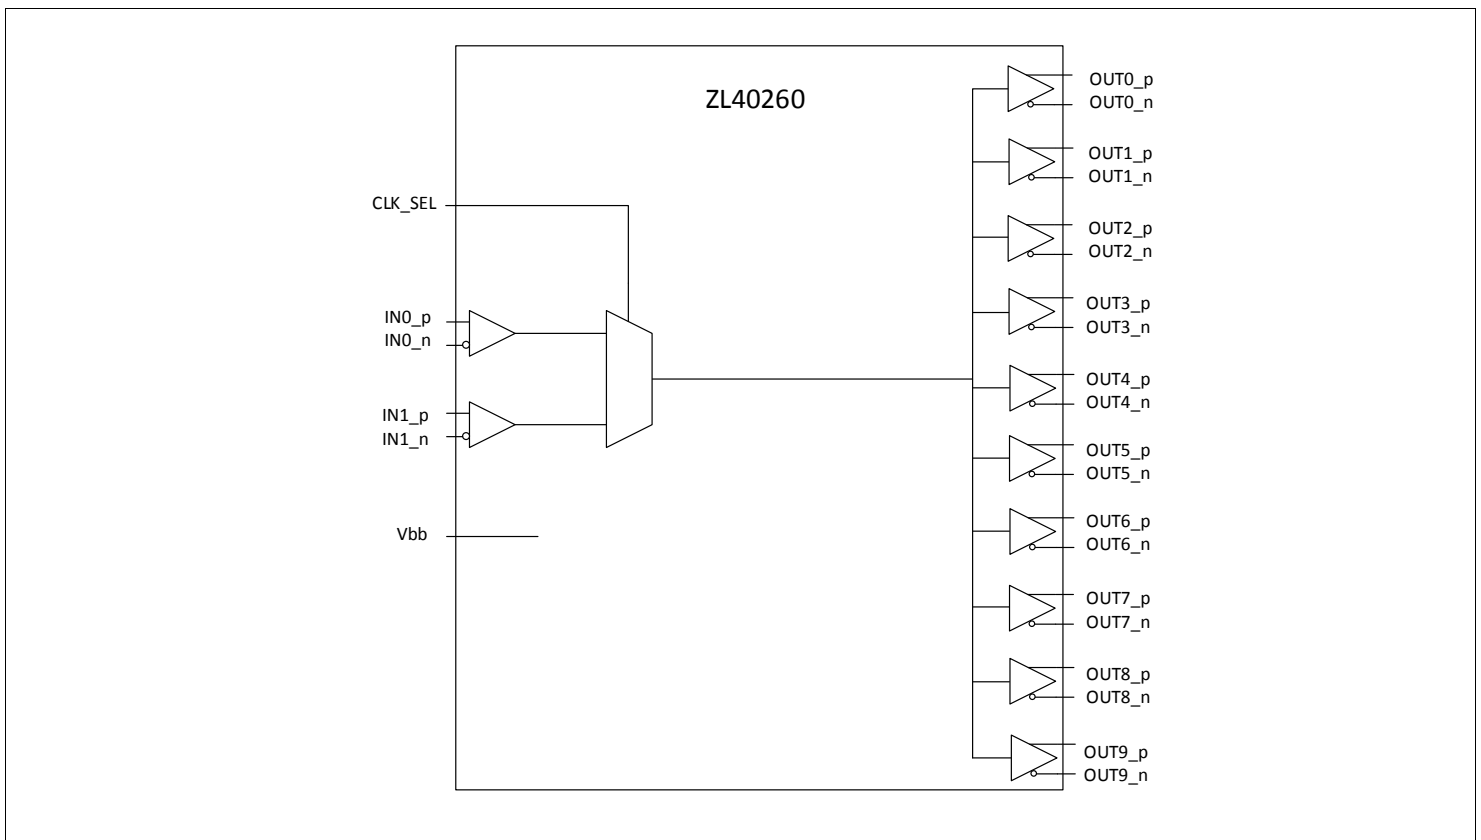 ZL40260
CLK_SEL
IN0_p
IN0_n
IN1_p
IN1_n
Vbb
OUT0_p
OUT0_n
OUT1_p
OUT1_n
OUT2_p
OUT2_n
OUT3_p
OUT3_n
OUT4_p
OUT4_n
OUT5_p
OUT5_n
OUT6_p
OUT6_n
OUT7_p
OUT7_n
OUT8_p
OUT8_n
OUT9_p
OUT9_n